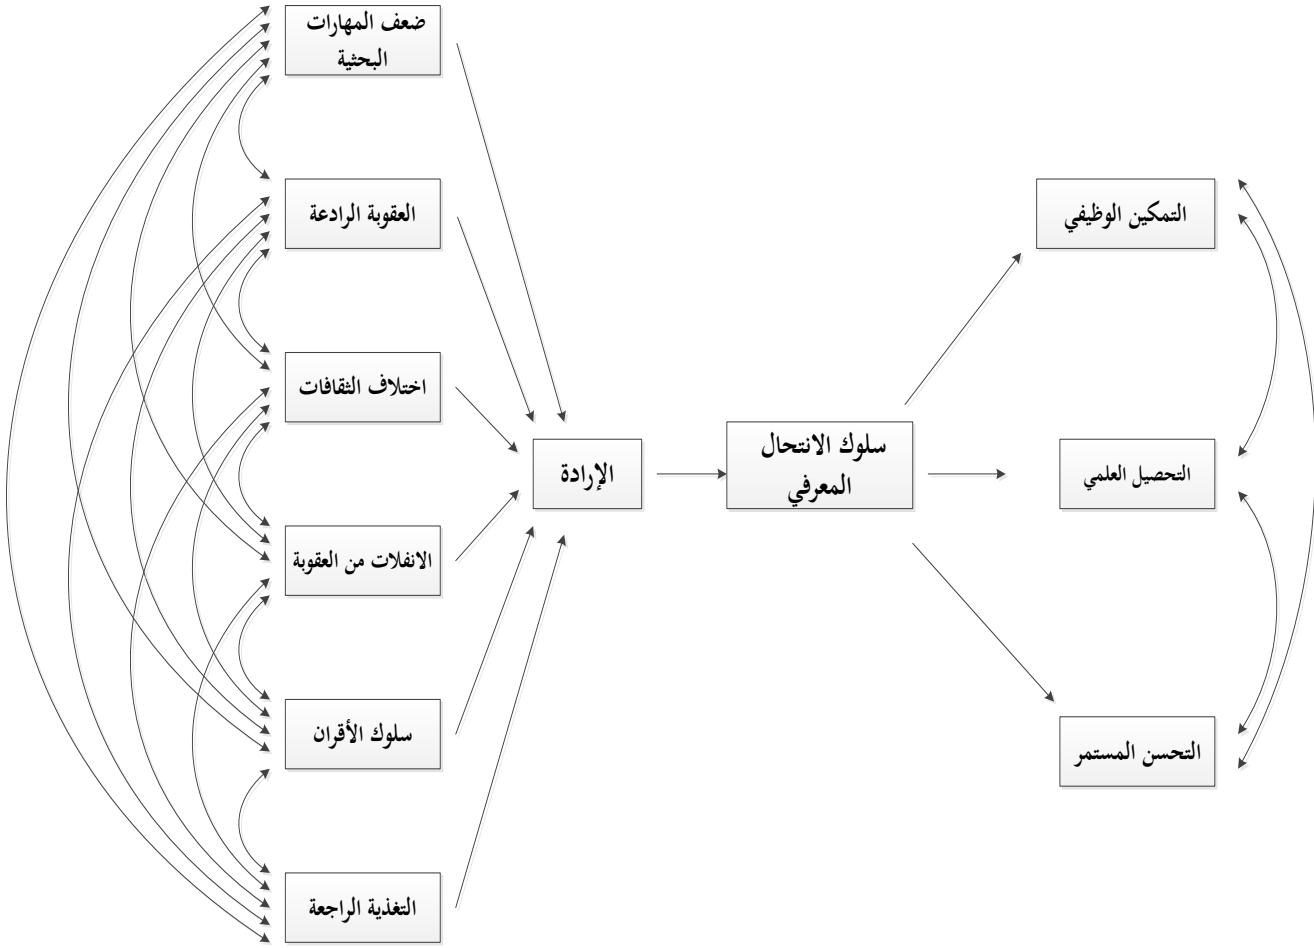 ضعف المهارات
البحثية
العقوبة الرادعة
اختلاف الثقافات
الانفلات من العقوبة
سلوك الأقران
التغذية الراجعة
الإرادة
سلوك الانتحال
المعرفي
التمكين الوظيفي
التحصيل العلمي
التحسن المستمر